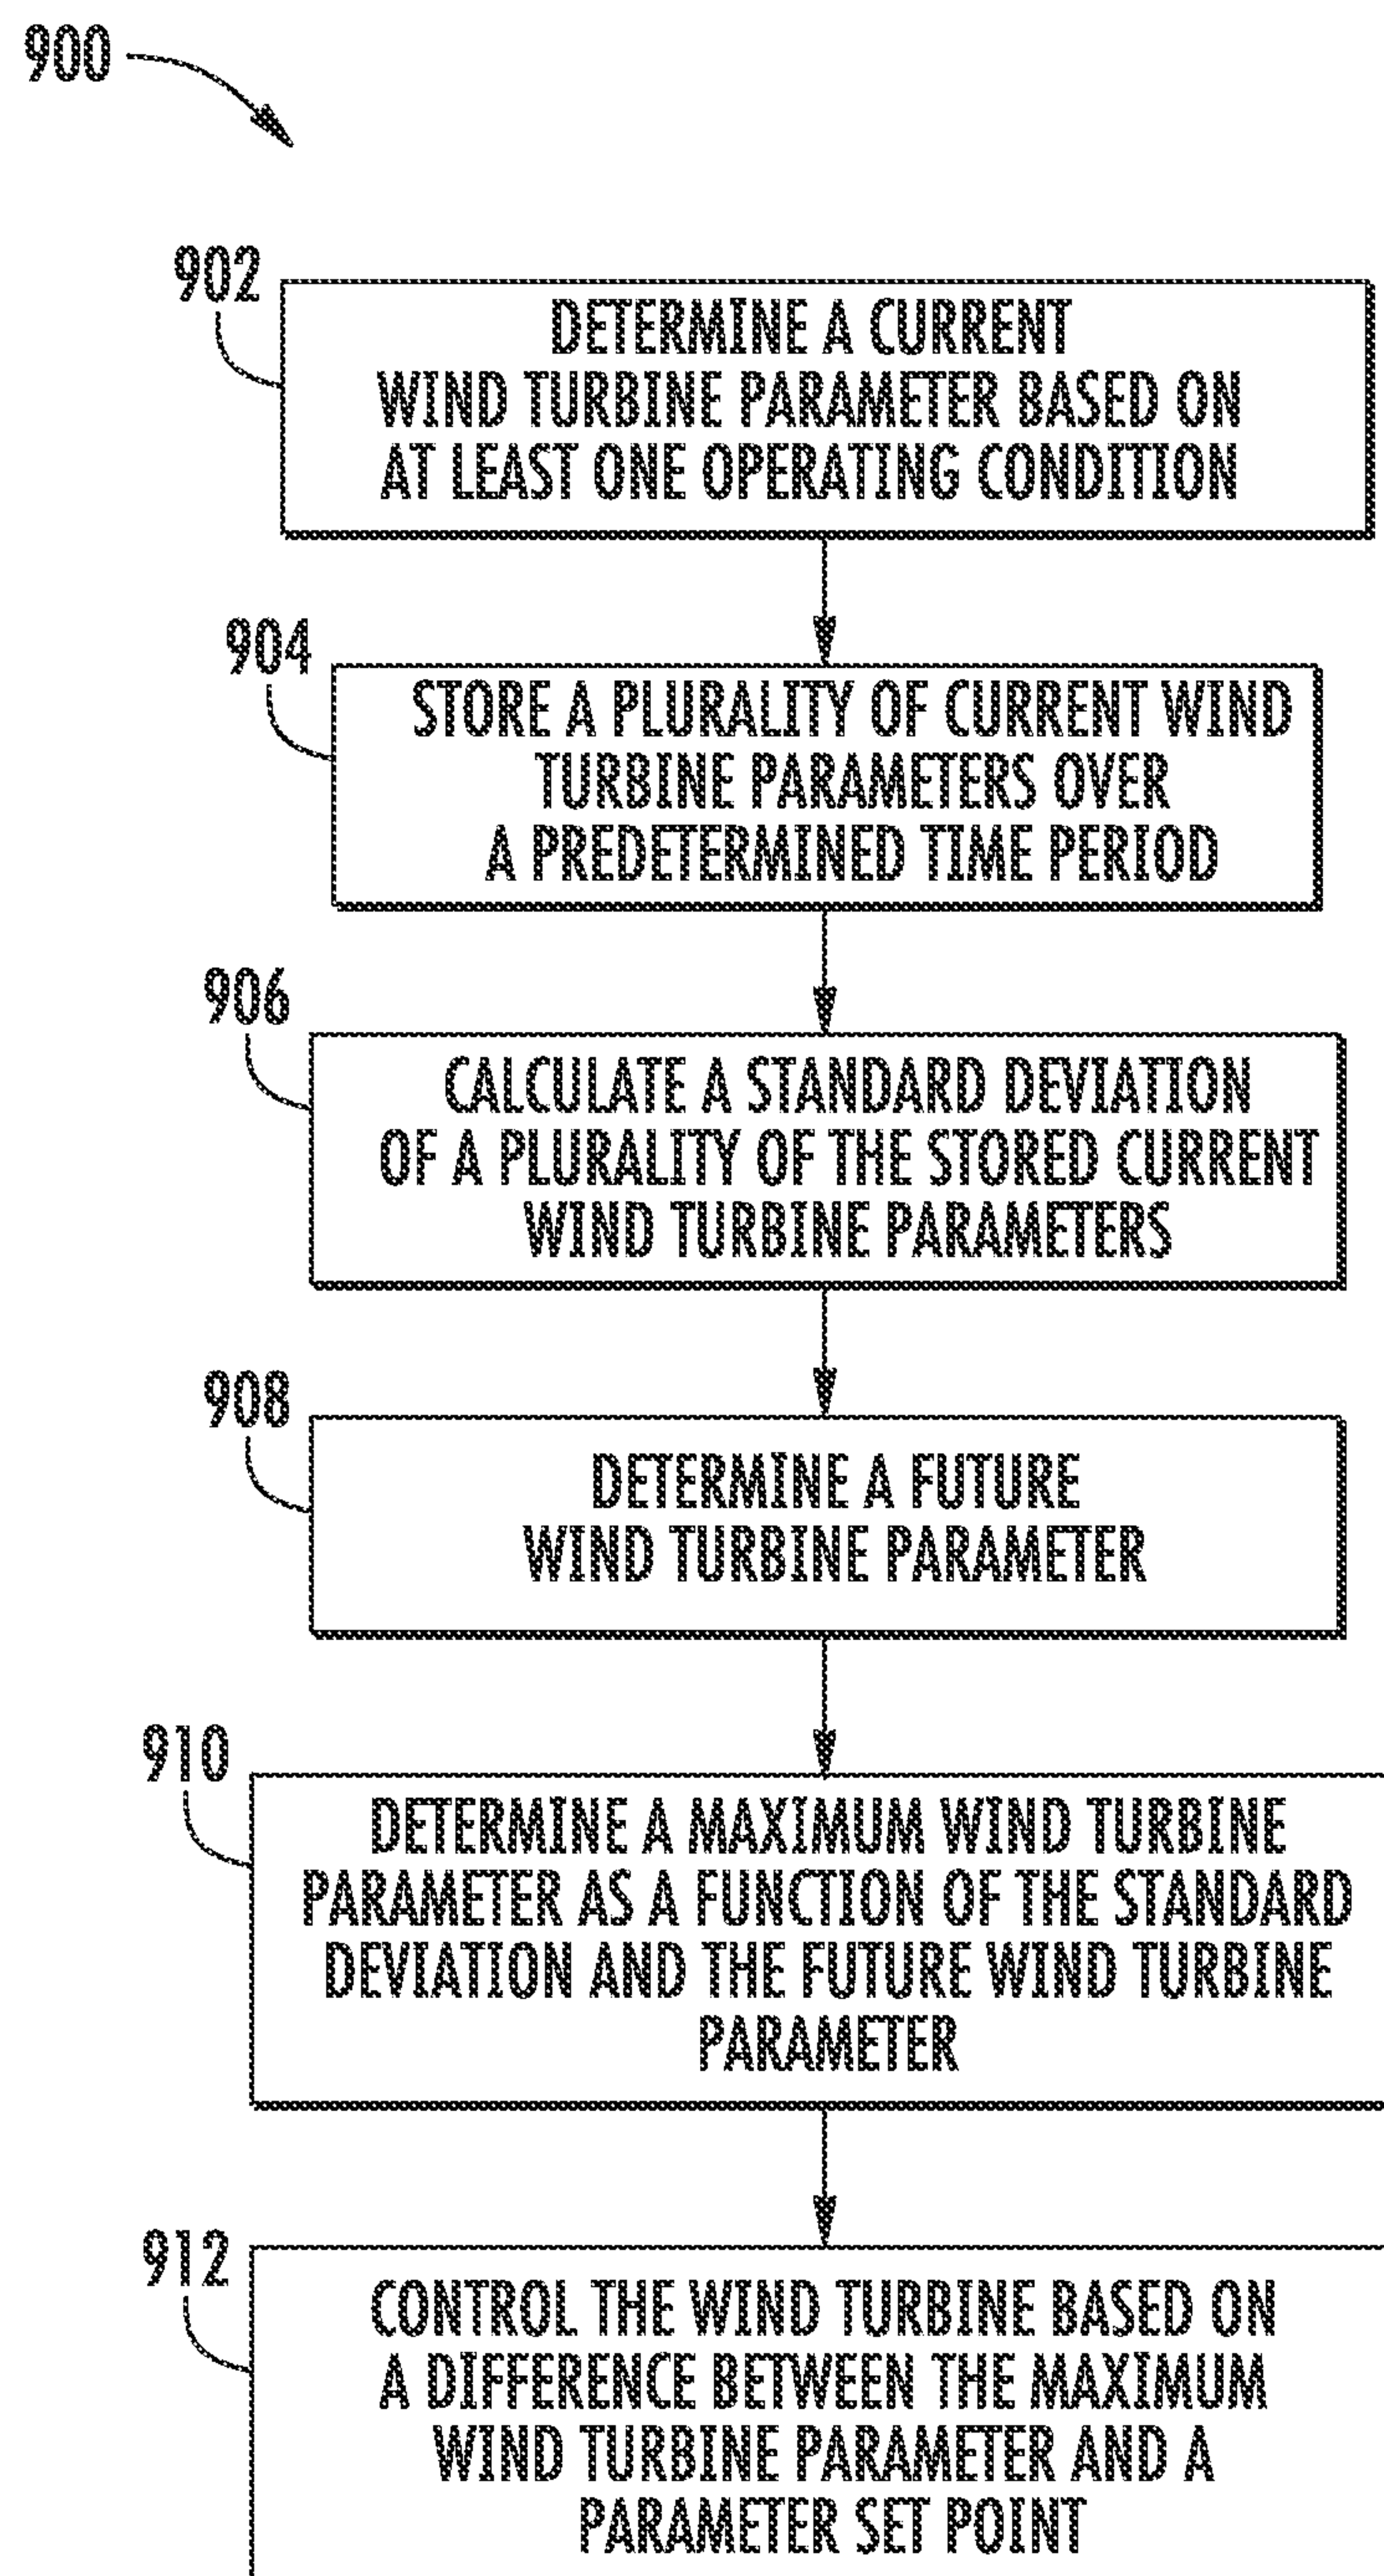 900
902
DETERMINE A CURRENT
WIND TURBINE PARAMETER BASED ON
AT LEAST ONE OPERATING CONDITION
904
STORE A PLURALITY OF CURRENT WIND
TURBINE PARAMETERS OVER
A PREDETERMINED TIME PERIOD
906
CALCULATE A STANDARD DEVIATION
OF A PLURALITY OF THE STORED CURRENT
WIND TURBINE PARAMETERS
908
DETERMINE A FUTURE
WIND TURBINE PARAMETER
910
DETERMINE A MAXIMUM WIND TURBINE
PARAMETER AS A FUNCTION OF THE STANDARD
DEVIATION AND THE FUTURE WIND TURBINE
PARAMETER
912
CONTROL THE WIND TURBINE BASED ON
A DIFFERENCE BETWEEN THE MAXIMUM
WIND TURBINE PARAMETER AND A
PARAMETER SET POINT